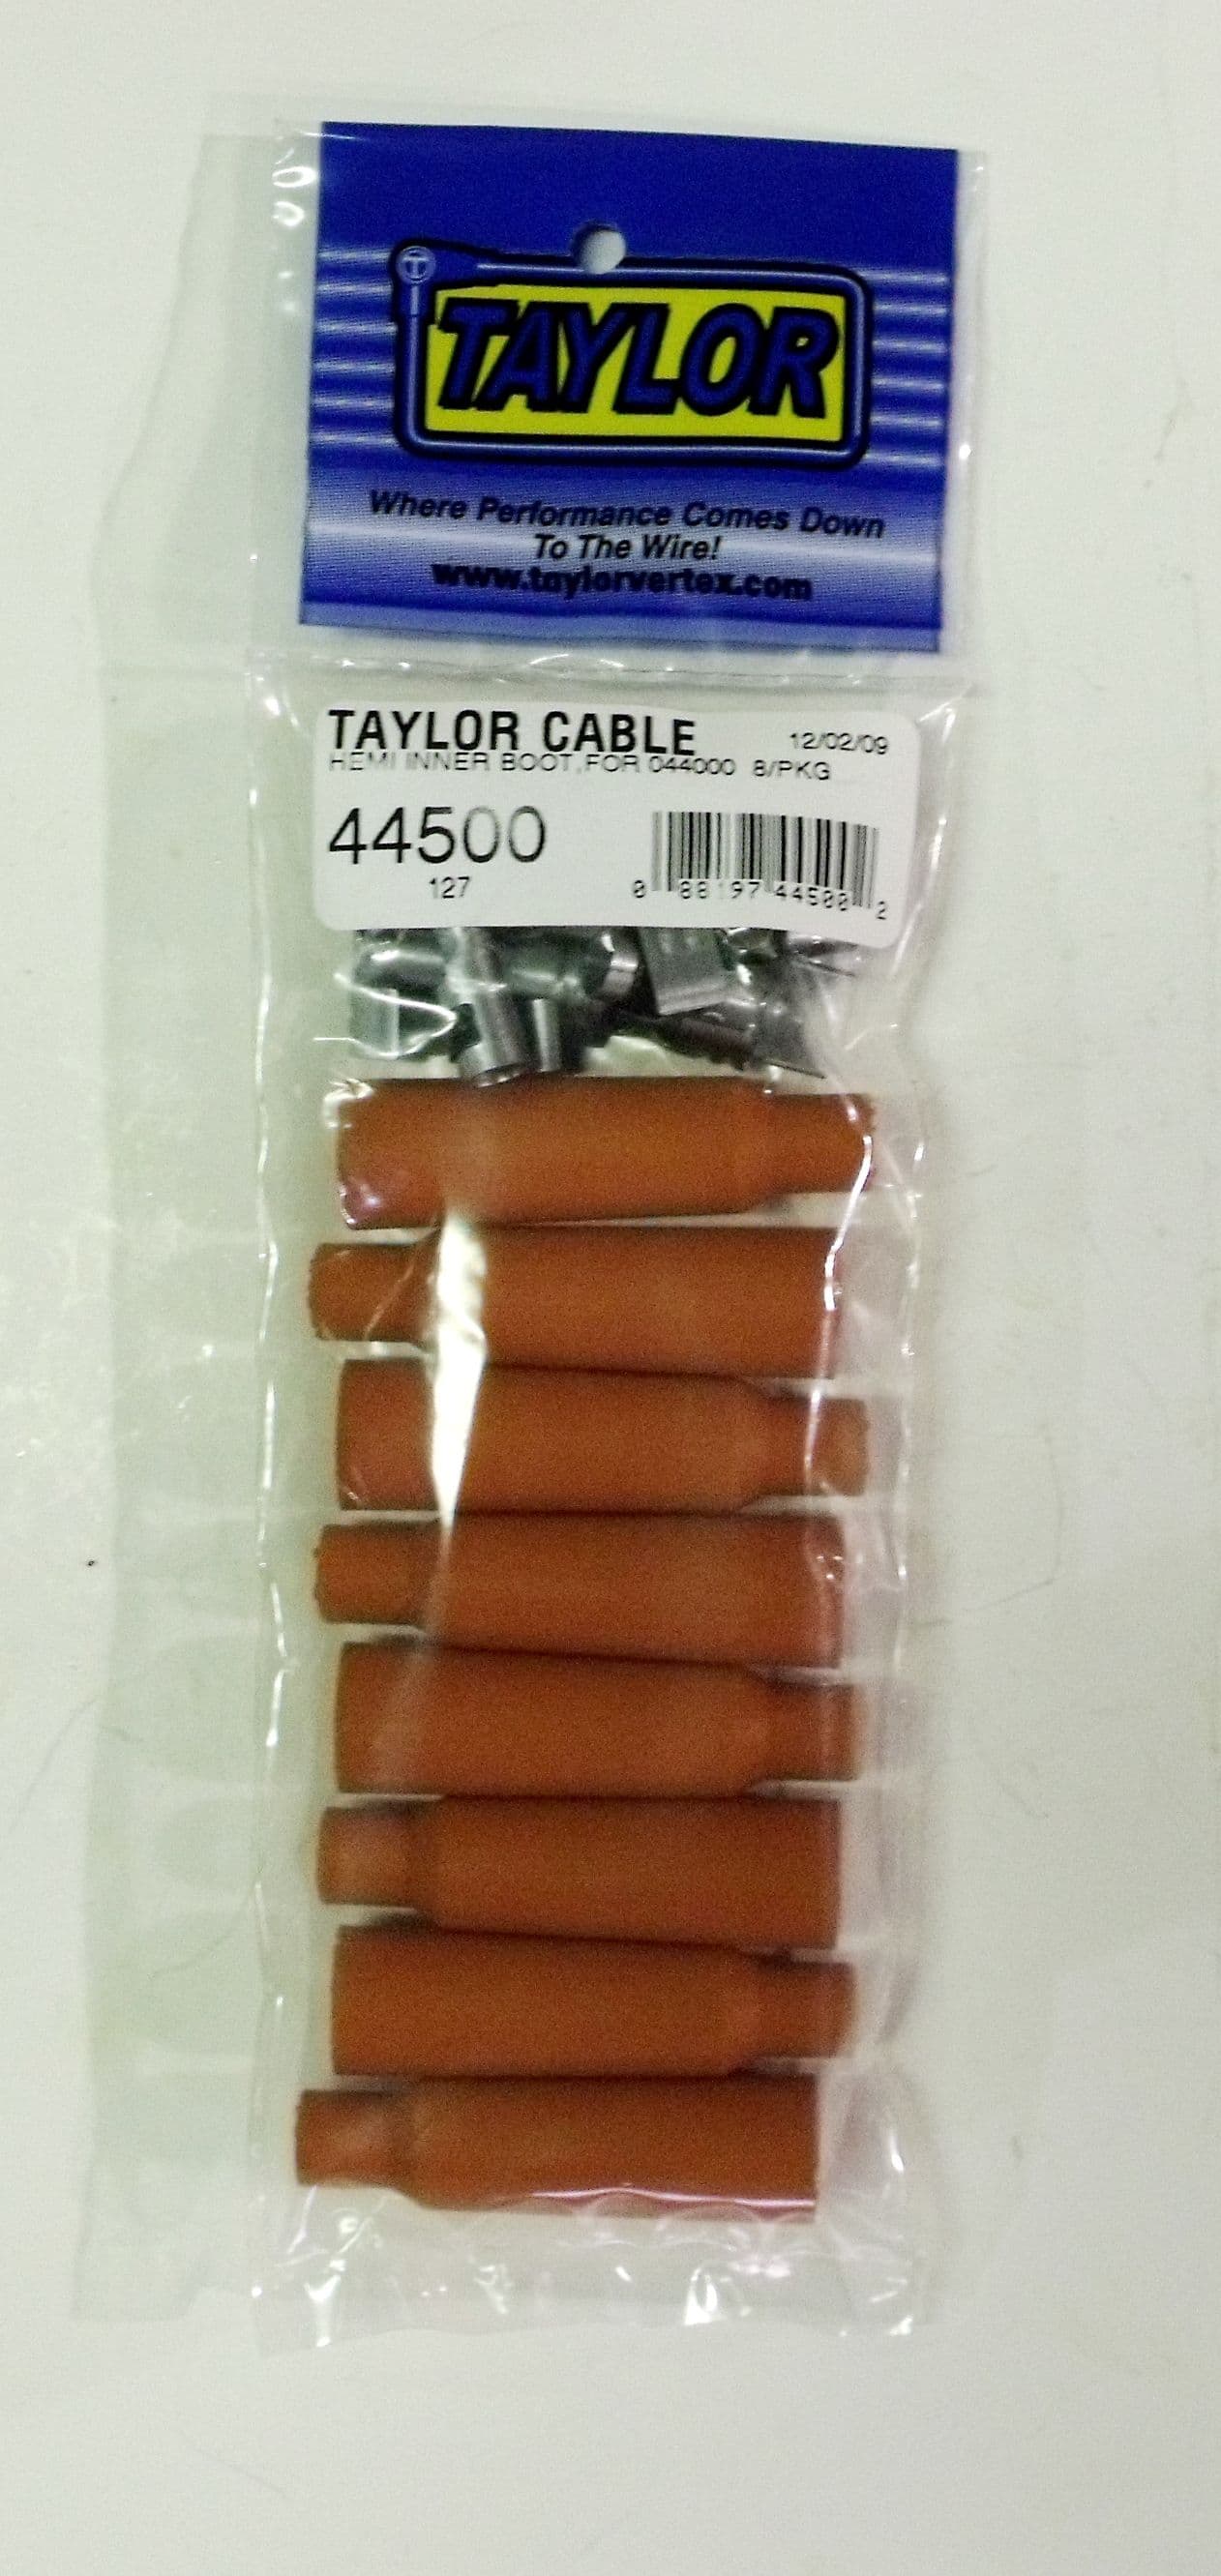 T
TAYLOR
Where Performance Comes Down
To The Wire!
www.taylorvertex.com
TAYLOR CABLE 12/02/09
HEMI INNER BOOT,FOR 044000 8/PKG
44500
127
0 88197 44500 2